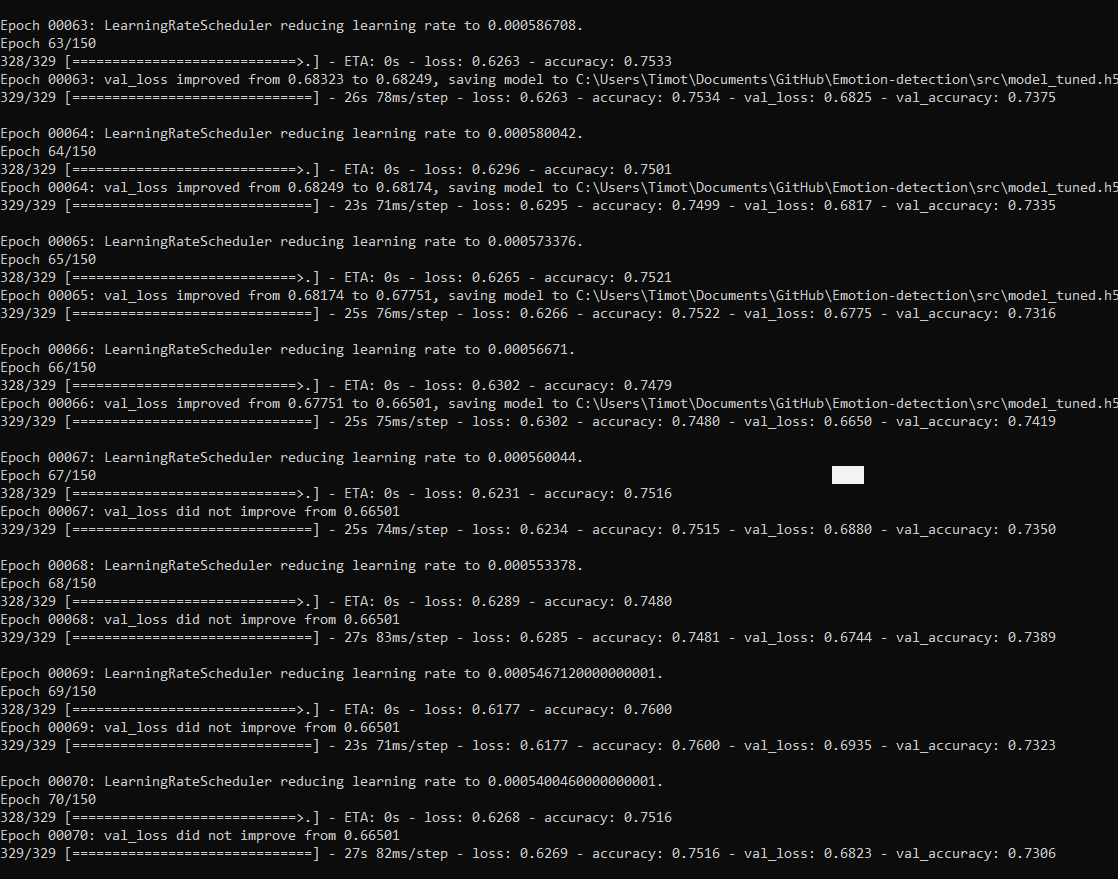 Epoch 00063: LearningRateScheduler reducing learning rate to 0.000586708.
Epoch 63/150
328/329 [============================>.] - ETA: 0s - loss: 0.6263 - accuracy: 0.7533
Epoch 00063: val_loss improved from 0.68323 to 0.68249, saving model to C:\Users\Timot\Documents\GitHub\Emotion-detection\src\model_tuned.h5
329/329 [==============================] - 26s 78ms/step - loss: 0.6263 - accuracy: 0.7534 - val_loss: 0.6825 - val_accuracy: 0.7375
Epoch 00064: LearningRateScheduler reducing learning rate to 0.000580042.
Epoch 64/150
328/329 [============================>.] - ETA: 0s - loss: 0.6296 - accuracy: 0.7501
Epoch 00064: val_loss improved from 0.68249 to 0.68174, saving model to C:\Users\Timot\Documents\GitHub\Emotion-detection\src\model_tuned.h5
329/329 [==============================] - 23s 71ms/step - loss: 0.6295 - accuracy: 0.7499 - val_loss: 0.6817 - val_accuracy: 0.7335
Epoch 00065: LearningRateScheduler reducing learning rate to 0.000573376.
Epoch 65/150
328/329 [============================>.] - ETA: 0s - loss: 0.6265 - accuracy: 0.7521
Epoch 00065: val_loss improved from 0.68174 to 0.67751, saving model to C:\Users\Timot\Documents\GitHub\Emotion-detection\src\model_tuned.h5
329/329 [==============================] - 25s 76ms/step - loss: 0.6266 - accuracy: 0.7522 - val_loss: 0.6775 - val_accuracy: 0.7316
Epoch 00066: LearningRateScheduler reducing learning rate to 0.00056671.
Epoch 66/150
328/329 [============================>.] - ETA: 0s - loss: 0.6302 - accuracy: 0.7479
Epoch 00066: val_loss improved from 0.67751 to 0.66501, saving model to C:\Users\Timot\Documents\GitHub\Emotion-detection\src\model_tuned.h5
329/329 [==============================] - 25s 75ms/step - loss: 0.6302 - accuracy: 0.7480 - val_loss: 0.6650 - val_accuracy: 0.7419
Epoch 00067: LearningRateScheduler reducing learning rate to 0.000560044.
Epoch 67/150
328/329 [============================>.] - ETA: 0s - loss: 0.6231 - accuracy: 0.7516
Epoch 00067: val_loss did not improve from 0.66501
329/329 [==============================] - 25s 74ms/step - loss: 0.6234 - accuracy: 0.7515 - val_loss: 0.6880 - val_accuracy: 0.7350
Epoch 00068: LearningRateScheduler reducing learning rate to 0.000553378.
Epoch 68/150
328/329 [============================>.] - ETA: 0s - loss: 0.6289 - accuracy: 0.7480
Epoch 00068: val_loss did not improve from 0.66501
329/329 [==============================] - 27s 83ms/step - loss: 0.6285 - accuracy: 0.7481 - val_loss: 0.6744 - val_accuracy: 0.7389
Epoch 00069: LearningRateScheduler reducing learning rate to 0.0005467120000000001.
Epoch 69/150
328/329 [============================>.] - ETA: 0s - loss: 0.6177 - accuracy: 0.7600
Epoch 00069: val_loss did not improve from 0.66501
329/329 [==============================] - 23s 71ms/step - loss: 0.6177 - accuracy: 0.7600 - val_loss: 0.6935 - val_accuracy: 0.7323
Epoch 00070: LearningRateScheduler reducing learning rate to 0.0005400460000000001.
Epoch 70/150
328/329 [============================>.] - ETA: 0s - loss: 0.6268 - accuracy: 0.7516
Epoch 00070: val_loss did not improve from 0.66501
329/329 [==============================] - 27s 82ms/step - loss: 0.6269 - accuracy: 0.7516 - val_loss: 0.6823 - val_accuracy: 0.7306